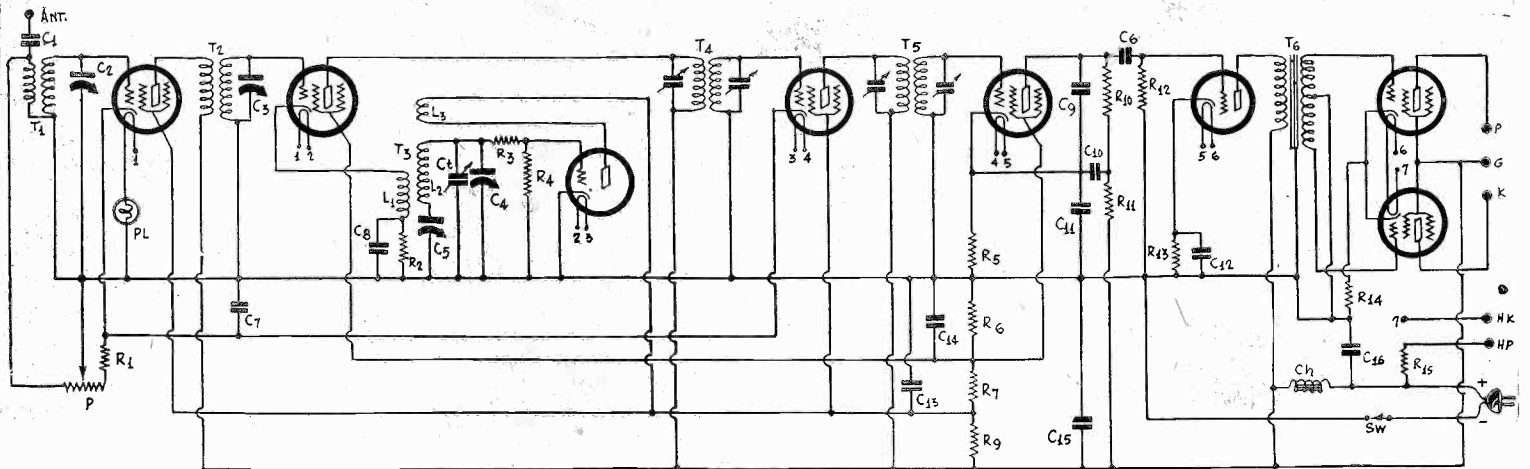 ANT.
C1
T1
C2
1
PL
P
R1
T2
C3
C7
1 2
L3
T3
L1
L2
Ct
C4
R3
R4
C8
R2
C5
2 3
T4
3 4
T5
C13
C14
4 5
R5
R6
R7
R9
C9
C10
C11
C15
R10
R11
C6
R12
5 6
R13
C12
T6
6
7
R14
C16
Ch
R15
SW
P
G
K
7 HK
HP
+
-